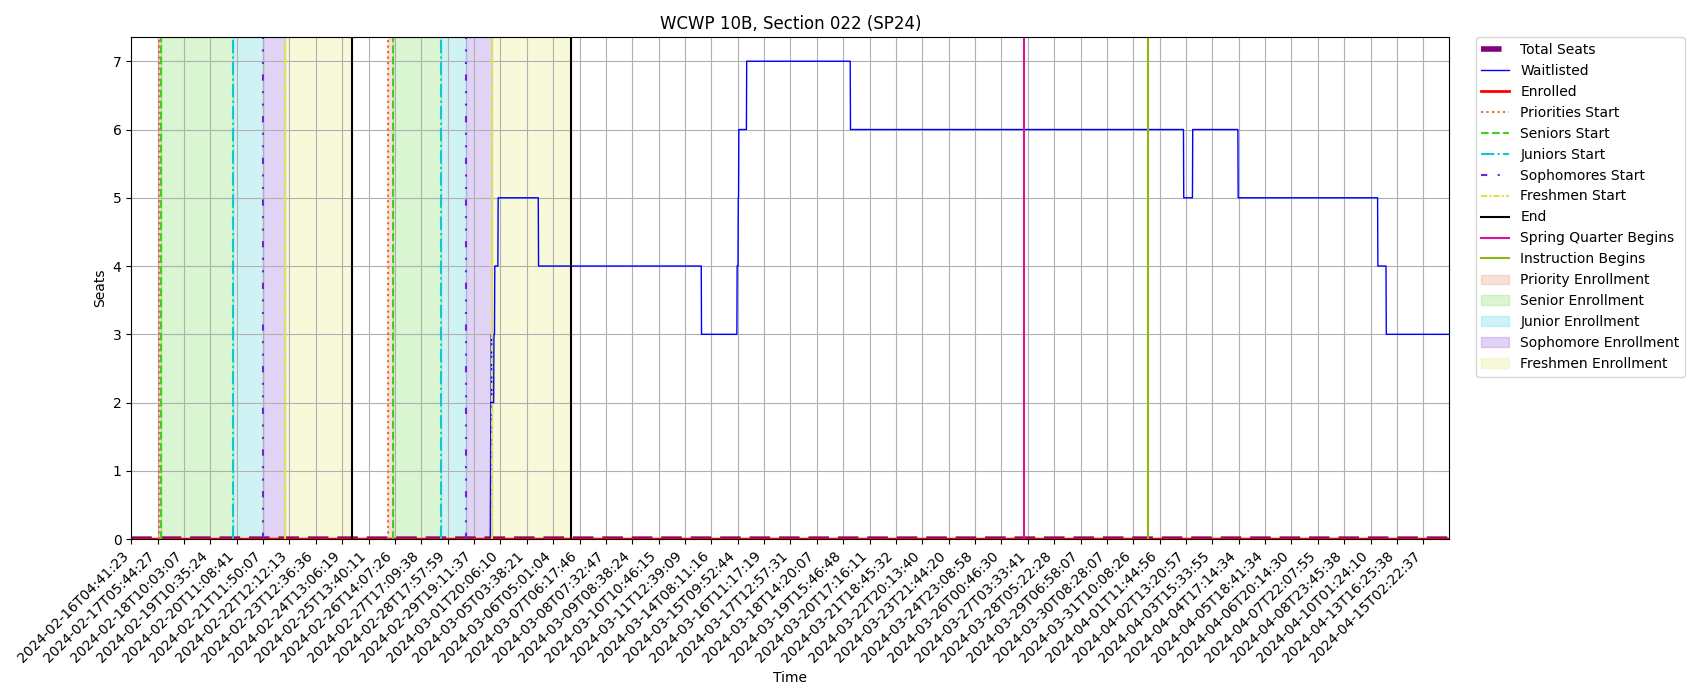 WCWP 10B, Section 022 (SP24)
Seats
7
6
5
4
3
2
1
0
2024-02-16T04:41:23
2024-02-17T05:44:27
2024-02-18T10:03:07
2024-02-19T10:35:24
2024-02-20T11:08:41
2024-02-21T11:50:07
2024-02-22T12:12:13
2024-02-23T12:36:36
2024-02-24T13:06:19
2024-02-25T13:40:11
2024-02-26T14:07:26
2024-02-27T17:09:38
2024-02-28T17:57:59
2024-02-29T19:11:37
2024-03-01T20:06:10
2024-03-05T03:38:21
2024-03-06T05:01:04
2024-03-07T06:17:46
2024-03-08T07:32:47
2024-03-09T08:38:24
2024-03-10T10:46:15
2024-03-11T12:39:09
2024-03-14T08:11:16
2024-03-15T09:52:44
2024-03-16T11:17:19
2024-03-17T12:57:31
2024-03-18T14:20:07
2024-03-19T15:46:48
2024-03-20T17:16:11
2024-03-21T18:45:32
2024-03-22T20:13:40
2024-03-23T21:44:20
2024-03-24T23:08:58
2024-03-26T00:46:30
2024-03-27T03:33:41
2024-03-28T05:22:28
2024-03-29T06:58:07
2024-03-30T08:28:07
2024-03-31T10:08:26
2024-04-01T11:44:56
2024-04-02T13:20:57
2024-04-03T15:33:55
2024-04-04T17:14:34
2024-04-05T18:41:34
2024-04-06T20:14:30
2024-04-07T22:07:55
2024-04-08T23:45:38
2024-04-10T01:24:10
2024-04-13T16:25:38
2024-04-15T02:22:37
Time
Total Seats
Waitlisted
Enrolled
Priorities Start
Seniors Start
Juniors Start
Sophomores Start
Freshmen Start
End
Spring Quarter Begins
Instruction Begins
Priority Enrollment
Senior Enrollment
Junior Enrollment
Sophomore Enrollment
Freshmen Enrollment